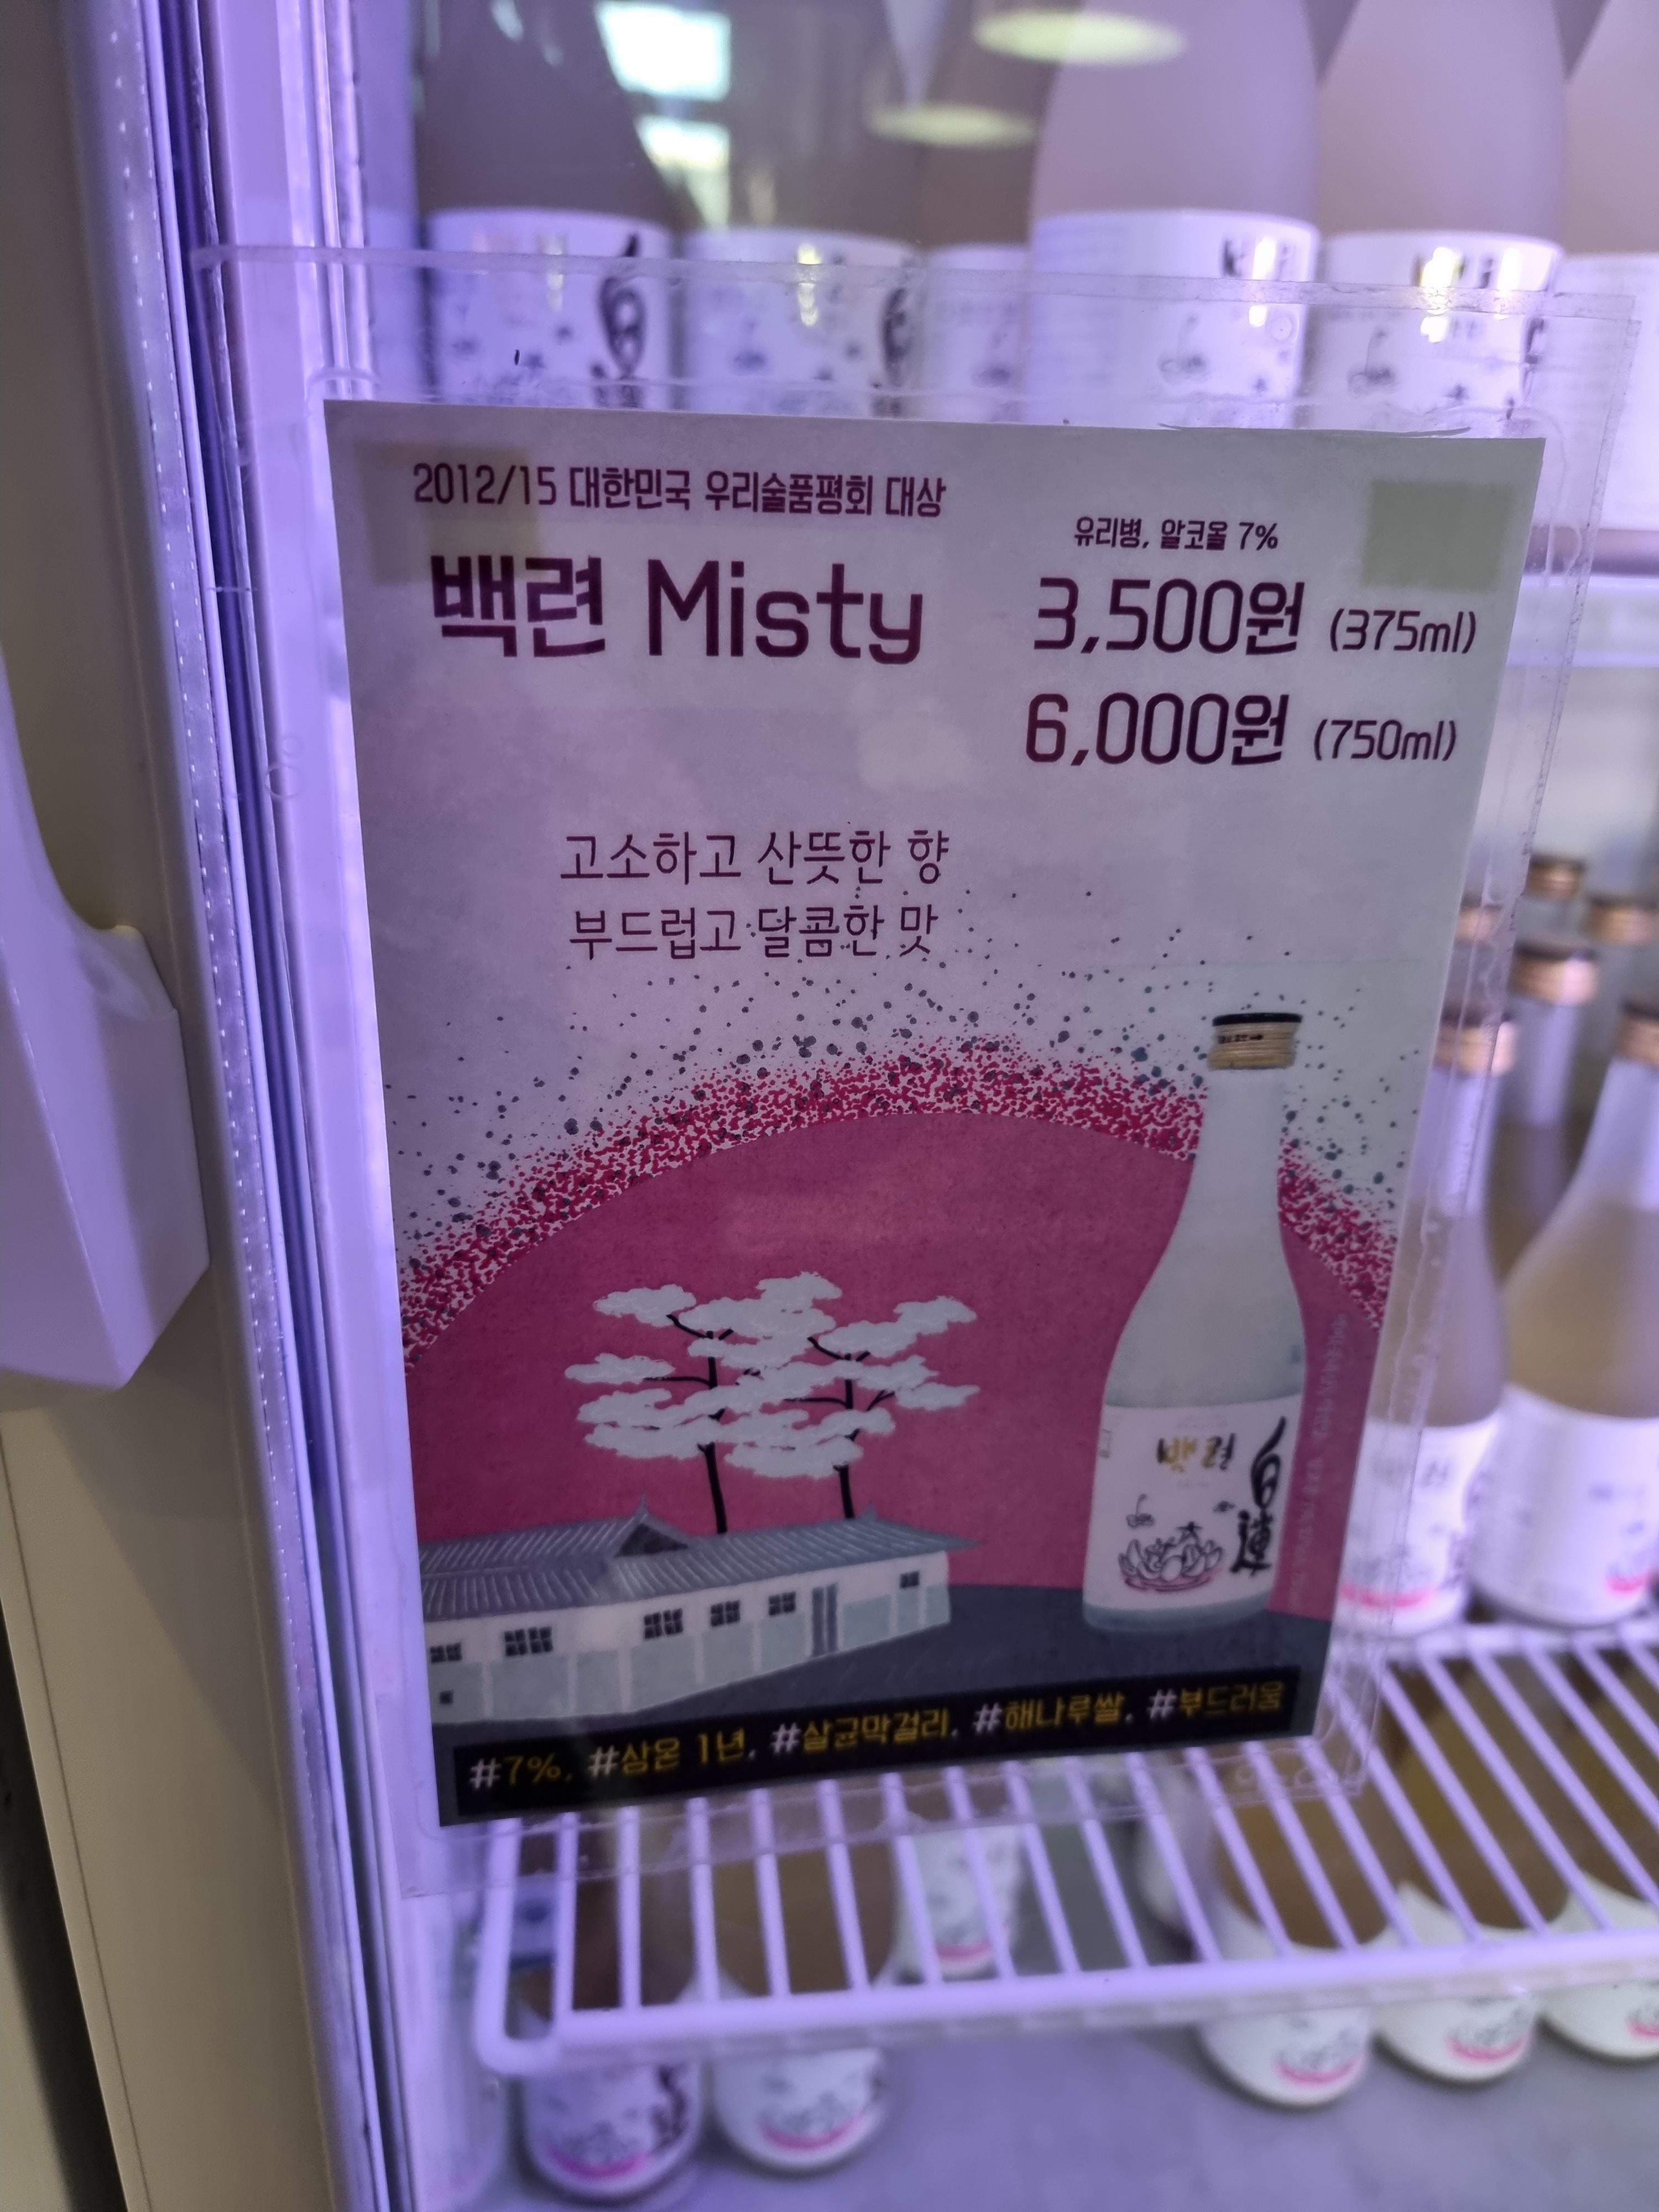 2012/15 대한민국 우리술품평회 대상
백련 Misty
유리병, 알코올 7%
3,500원 (375ml)
6,000원 (750ml)
고소하고 산뜻한 향
부드럽고 달콤한 맛
백련
白蓮
#7%, #상온 1년, #살균막걸리, #해나루쌀, #부드러움